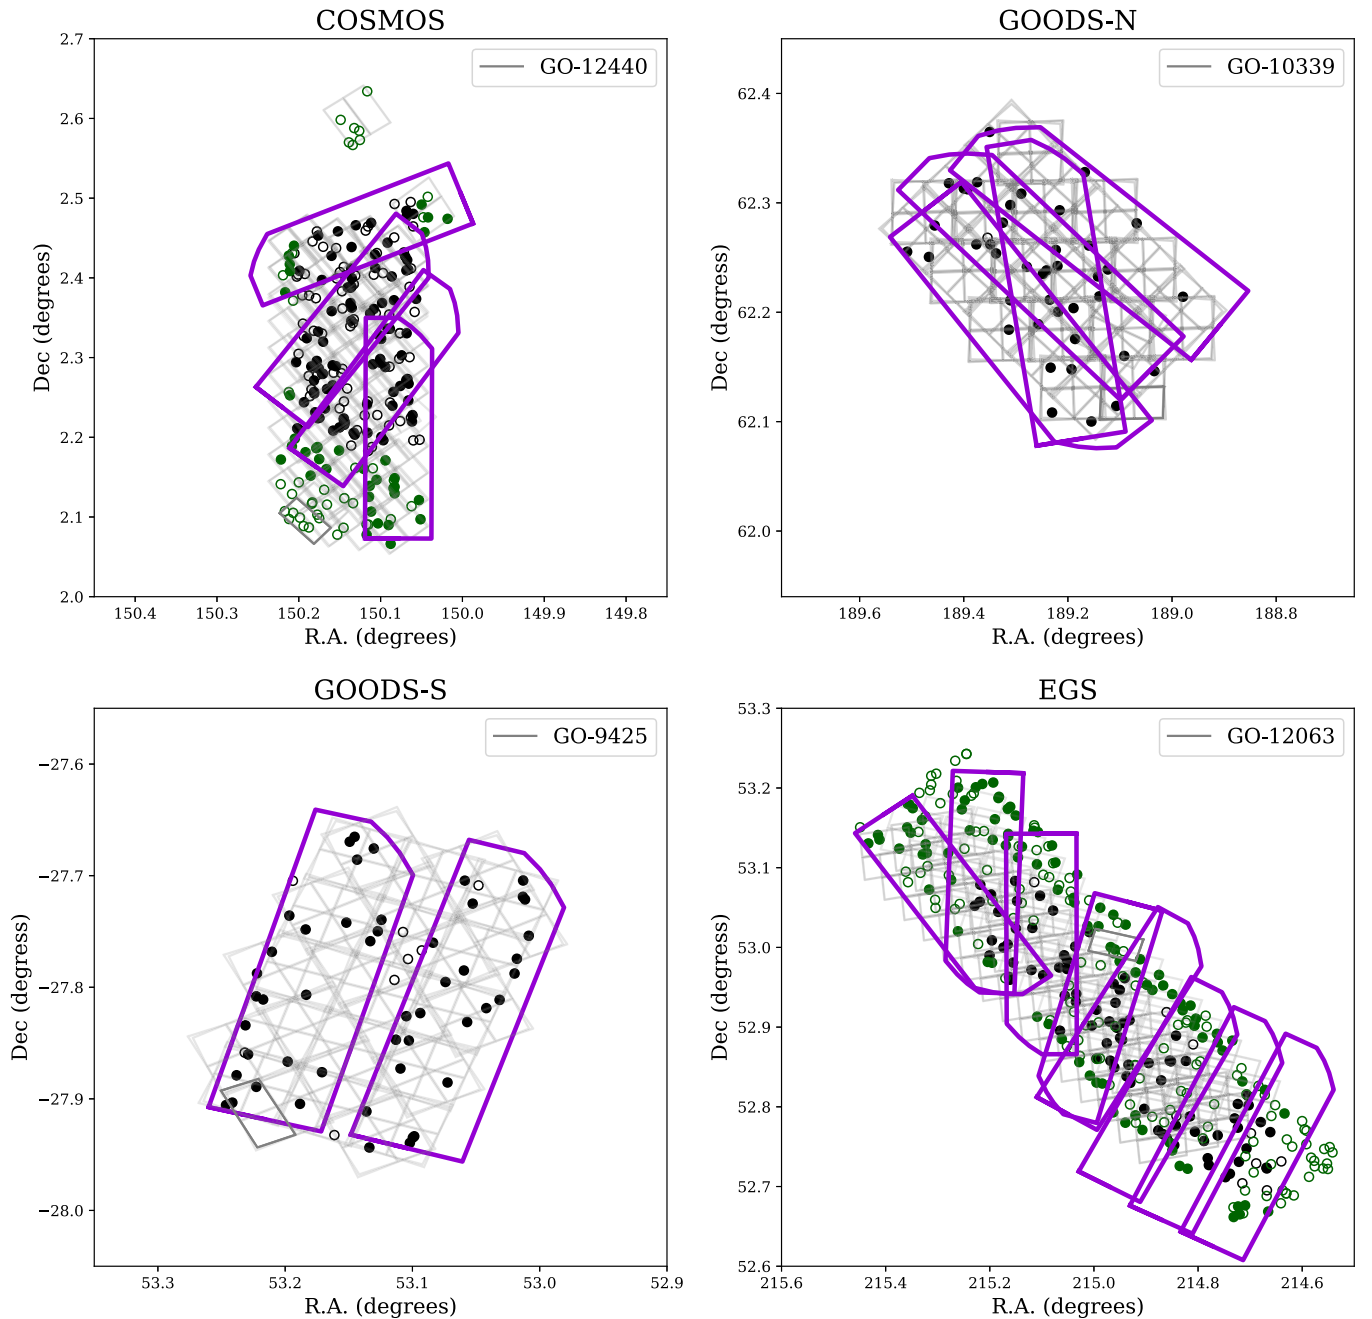 COSMOS
GO-12440
2.7
2.6
2.5
2.4
2.3
2.2
2.1
2.0
Dec (degrees)
150.4 150.3 150.2 150.1 150.0 149.9 149.8
R.A. (degrees)
GOODS-N
GO-10339
62.4
62.3
62.2
62.1
62.0
Dec (degress)
189.6 189.4 189.2 189.0 188.8
R.A. (degrees)
GOODS-S
GO-9425
−27.6
−27.7
−27.8
−27.9
−28.0
Dec (degress)
53.3 53.2 53.1 53.0 52.9
R.A. (degrees)
EGS
GO-12063
53.3
53.2
53.1
53.0
52.9
52.8
52.7
52.6
Dec (degress)
215.6 215.4 215.2 215.0 214.8 214.6
R.A. (degrees)